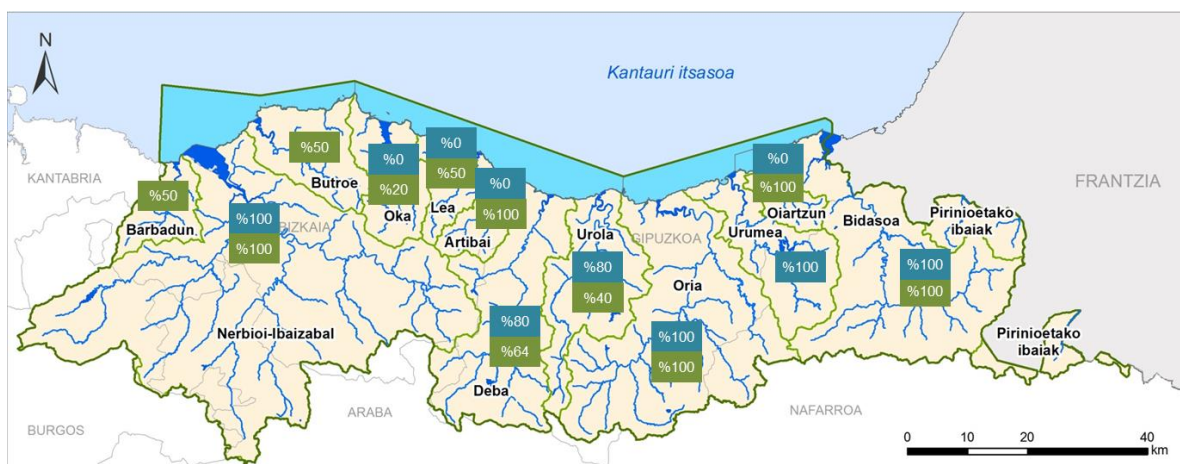 N
Kantauri itsasoa
KANTABRIA
FRANTZIA
%50
%0
%20
%0
%50
%0
%100
%0
%100
%50
Butroe
Oka
Lea
Artibai
Barbadun
%100
%100
BIZKAIA
Urola
GIPUZKOA
Urumea
Oiartzun
Bidasoa
Pirinioetako
ibaiak
%80
%40
%100
%100
%100
Oria
Nerbioi-Ibaizabal
%80
%64
%100
%100
Pirinioetako
ibaiak
Deba
ARABA
NAFARROA
BURGOS
0 10 20 40
km